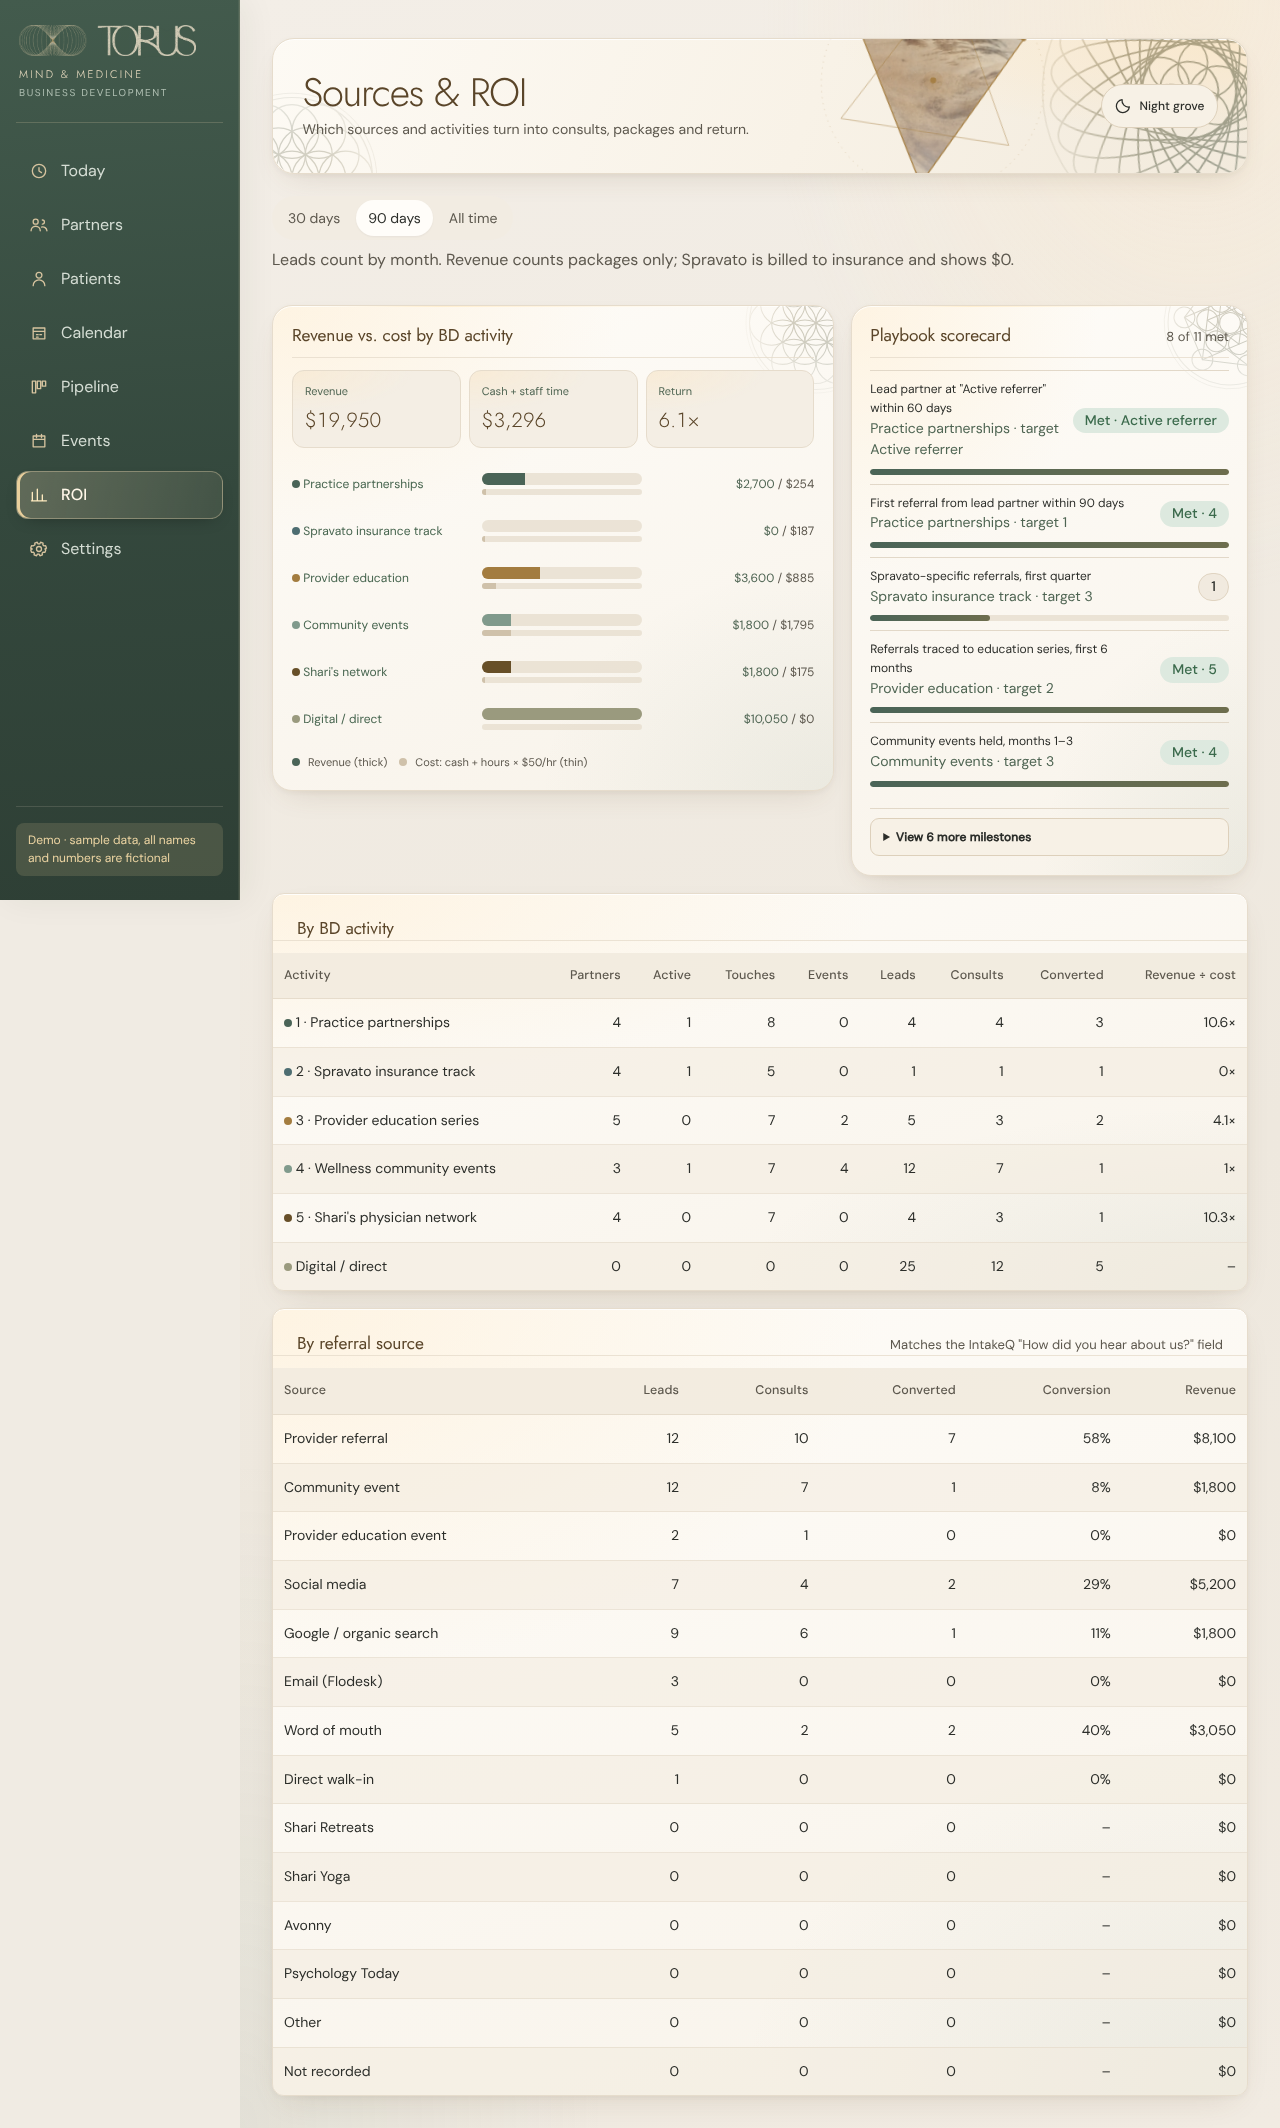 TORUS
MIND & MEDICINE
BUSINESS DEVELOPMENT
Today
Partners
Patients
Calendar
Pipeline
Events
ROI
Settings
Demo · sample data, all names
and numbers are fictional
Sources & ROI
Which sources and activities turn into consults, packages and return.
Night grove
30 days 90 days All time
Leads count by month. Revenue counts packages only; Spravato is billed to insurance and shows $0.
Revenue vs. cost by BD activity
Revenue Cash + staff time Return
$19,950 $3,296 6.1×
Practice partnerships $2,700 / $254
Spravato insurance track $0 / $187
Provider education $3,600 / $885
Community events $1,800 / $1,795
Shari's network $1,800 / $175
Digital / direct $10,050 / $0
Revenue (thick) Cost: cash + hours × $50/hr (thin)
Playbook scorecard 8 of 11 met
Lead partner at "Active referrer"
within 60 days
Practice partnerships · target
Active referrer
Met · Active referrer
First referral from lead partner within 90 days
Practice partnerships · target 1
Met · 4
Spravato-specific referrals, first quarter
Spravato insurance track · target 3
1
Referrals traced to education series, first 6
months
Provider education · target 2
Met · 5
Community events held, months 1–3
Community events · target 3
Met · 4
View 6 more milestones
By BD activity
Activity Partners Active Touches Events Leads Consults Converted Revenue ÷ cost
1 · Practice partnerships 4 1 8 0 4 4 3 10.6×
2 · Spravato insurance track 4 1 5 0 1 1 1 0×
3 · Provider education series 5 0 7 2 5 3 2 4.1×
4 · Wellness community events 3 1 7 4 12 7 1 1×
5 · Shari's physician network 4 0 7 0 4 3 1 10.3×
Digital / direct 0 0 0 0 25 12 5 –
By referral source Matches the IntakeQ "How did you hear about us?" field
Source Leads Consults Converted Conversion Revenue
Provider referral 12 10 7 58% $8,100
Community event 12 7 1 8% $1,800
Provider education event 2 1 0 0% $0
Social media 7 4 2 29% $5,200
Google / organic search 9 6 1 11% $1,800
Email (Flodesk) 3 0 0 0% $0
Word of mouth 5 2 2 40% $3,050
Direct walk-in 1 0 0 0% $0
Shari Retreats 0 0 0 – $0
Shari Yoga 0 0 0 – $0
Avonny 0 0 0 – $0
Psychology Today 0 0 0 – $0
Other 0 0 0 – $0
Not recorded 0 0 0 – $0